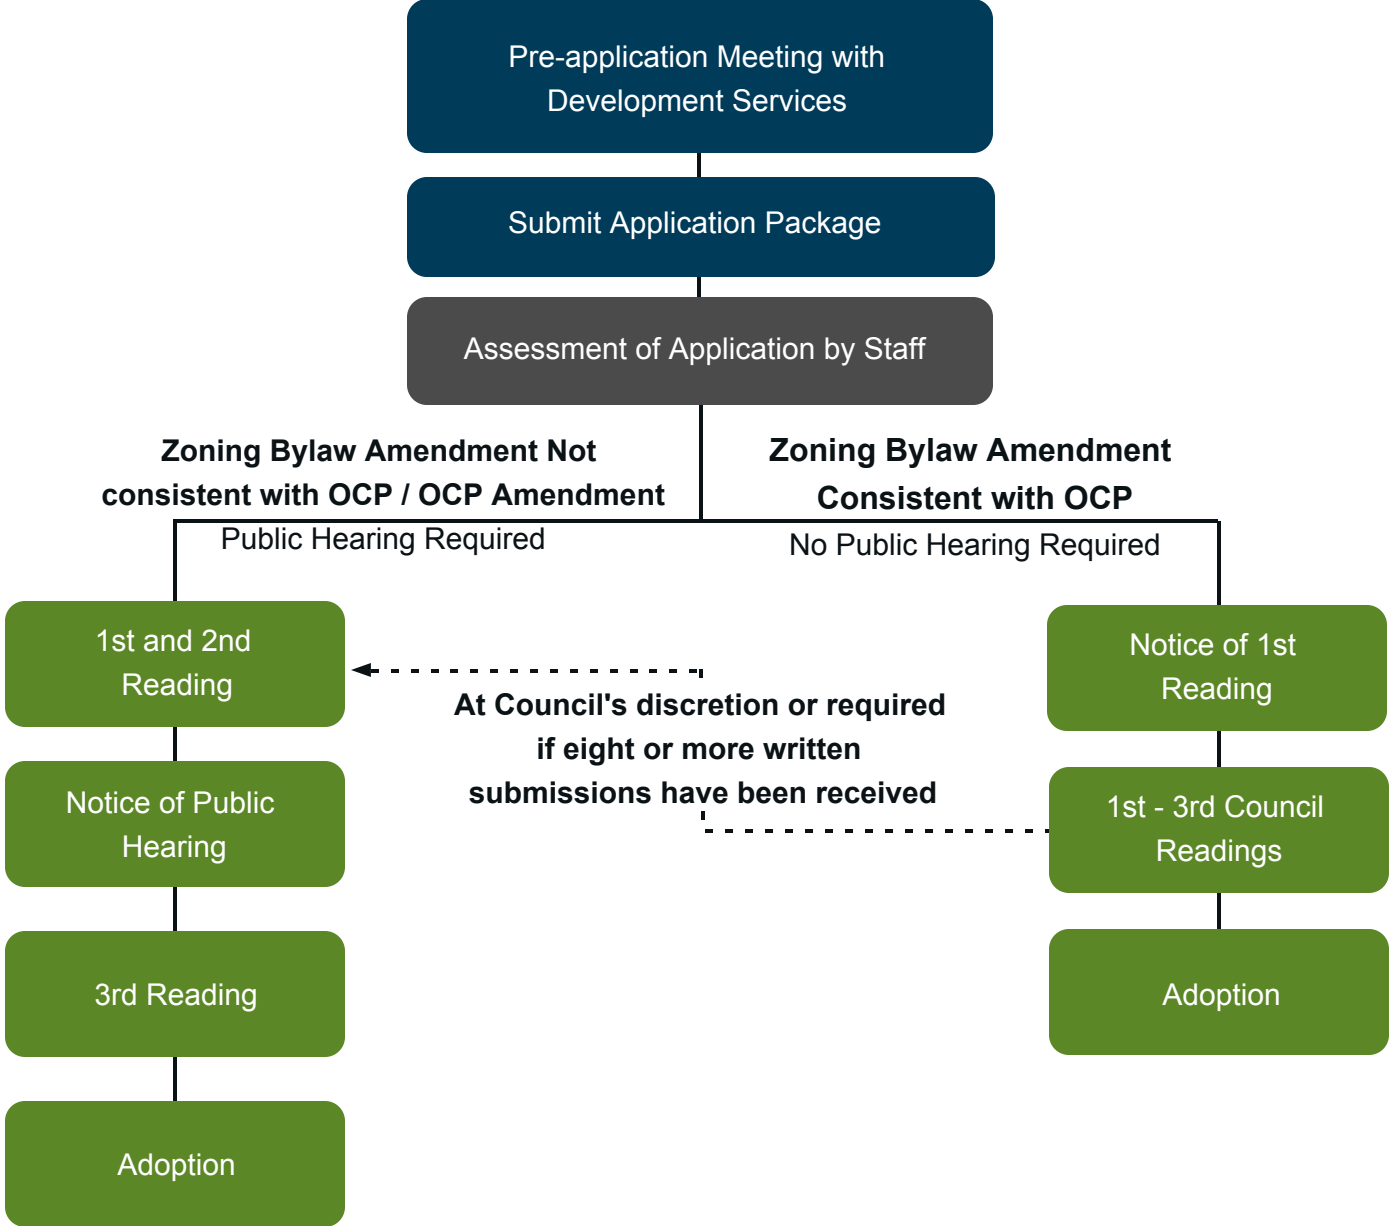 Pre-application Meeting with
Development Services
Submit Application Package
Assessment of Application by Staff
Zoning Bylaw Amendment Not
consistent with OCP / OCP Amendment
Public Hearing Required
Zoning Bylaw Amendment
Consistent with OCP
No Public Hearing Required
1st and 2nd
Reading
Notice of Public
Hearing
3rd Reading
Adoption
At Council's discretion or required
if eight or more written
submissions have been received
Notice of 1st
Reading
1st - 3rd Council
Readings
Adoption